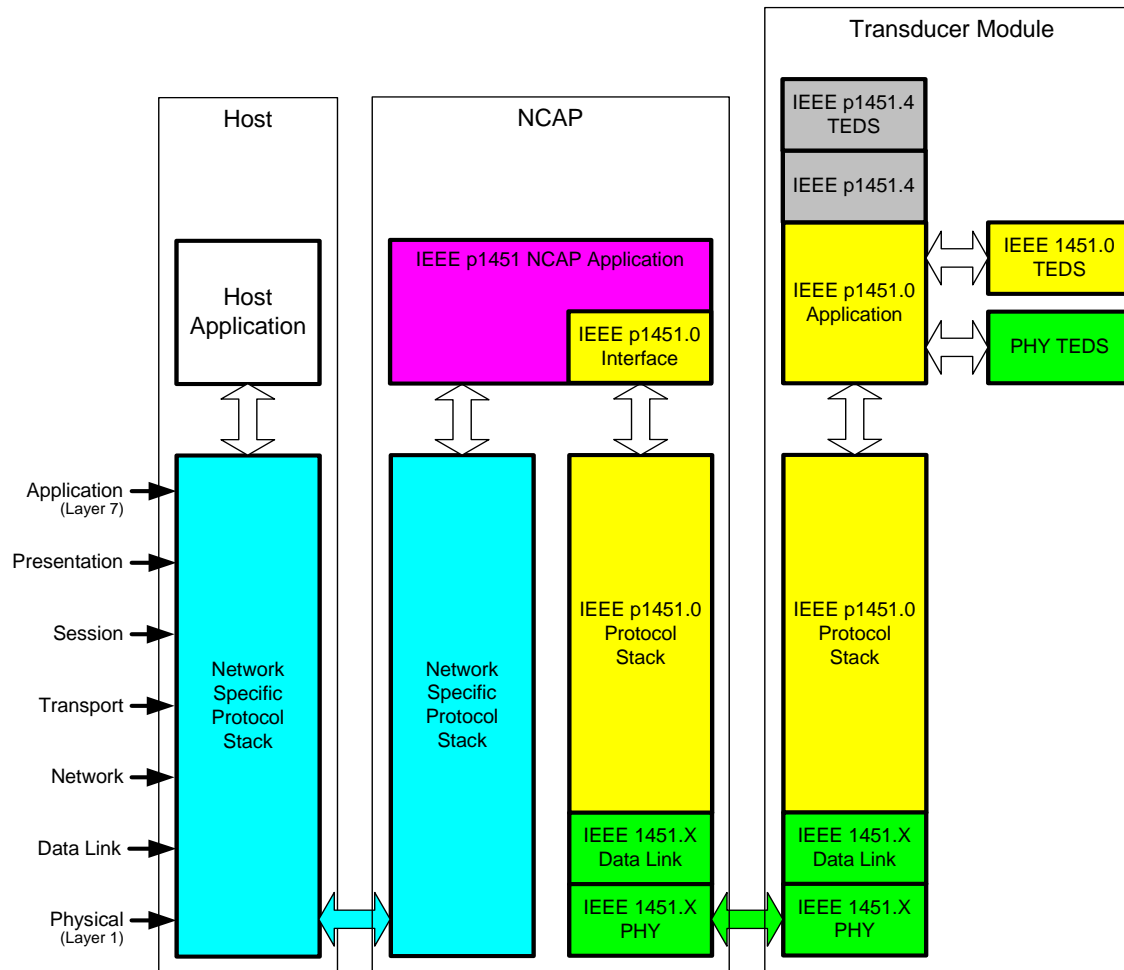 Transducer Module
IEEE p1451.4
TEDS
IEEE p1451.4
IEEE p1451.0
Application
IEEE 1451.0
TEDS
PHY TEDS
Host
NCAP
Host
Application
IEEE p1451 NCAP Application
IEEE p1451.0
Interface
Application
(Layer 7)
Presentation
Session
Transport
Network
Data Link
Physical
(Layer 1)
Network
Specific
Protocol
Stack
Network
Specific
Protocol
Stack
IEEE p1451.0
Protocol
Stack
IEEE 1451.X
Data Link
IEEE 1451.X
PHY
IEEE p1451.0
Protocol
Stack
IEEE 1451.X
Data Link
IEEE 1451.X
PHY